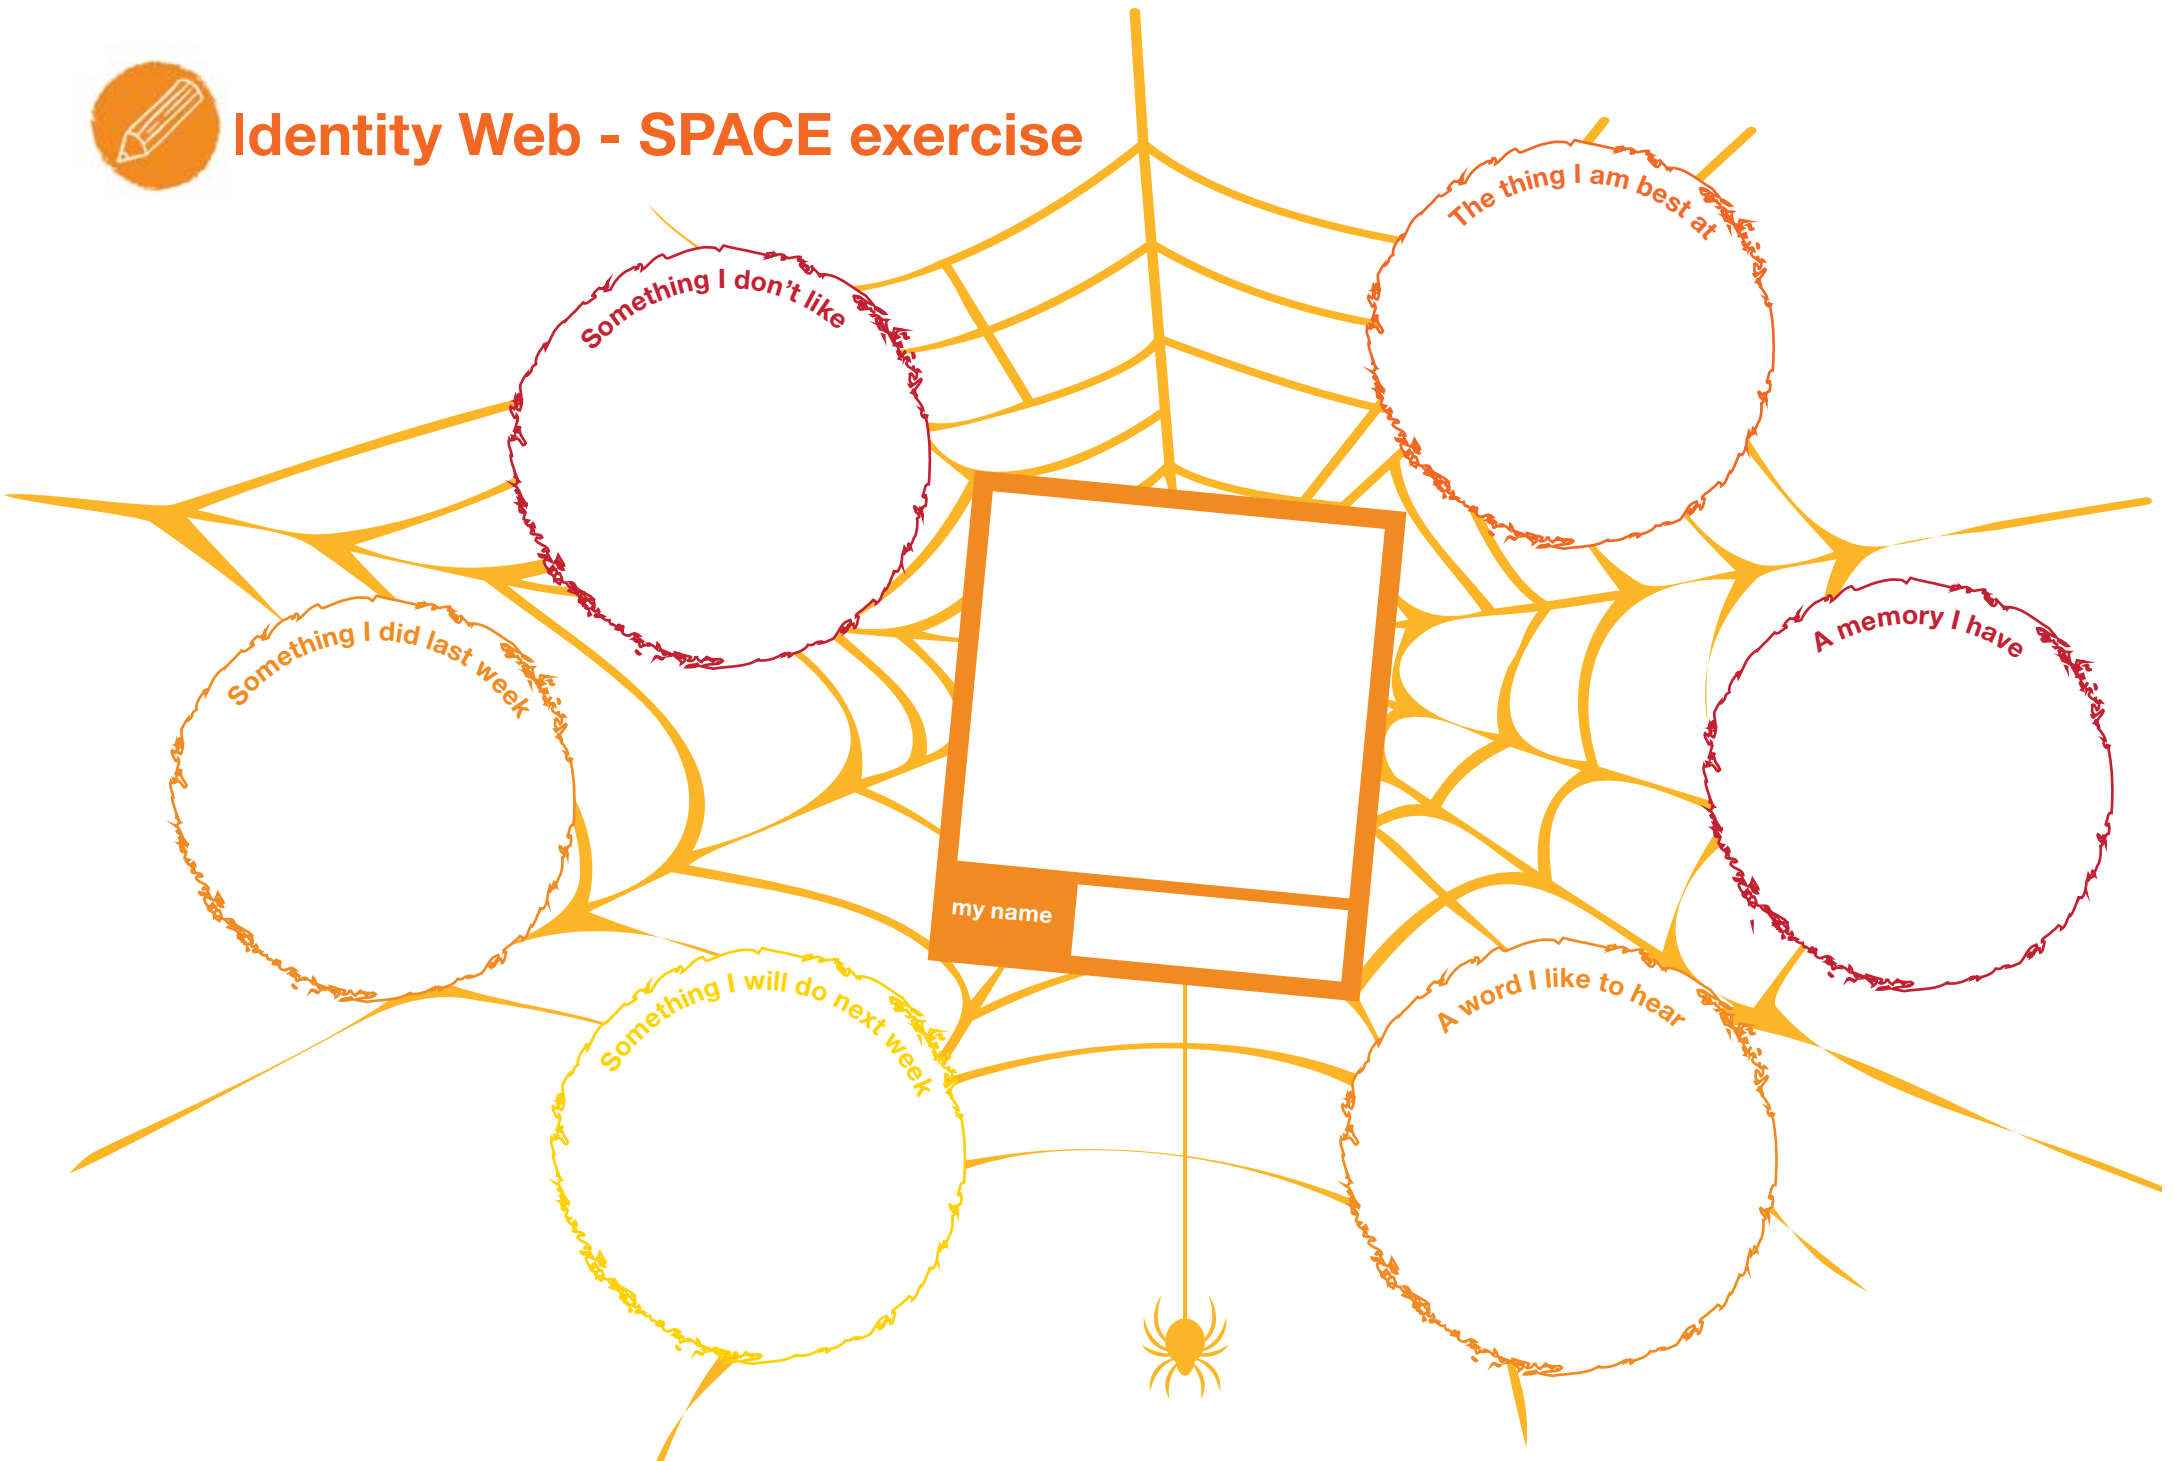 Identity Web - SPACE exercise
The thing I am best at
Something I don't like
Something I did last week
A memory I have
my name
Something I will do next week
A word I like to hear